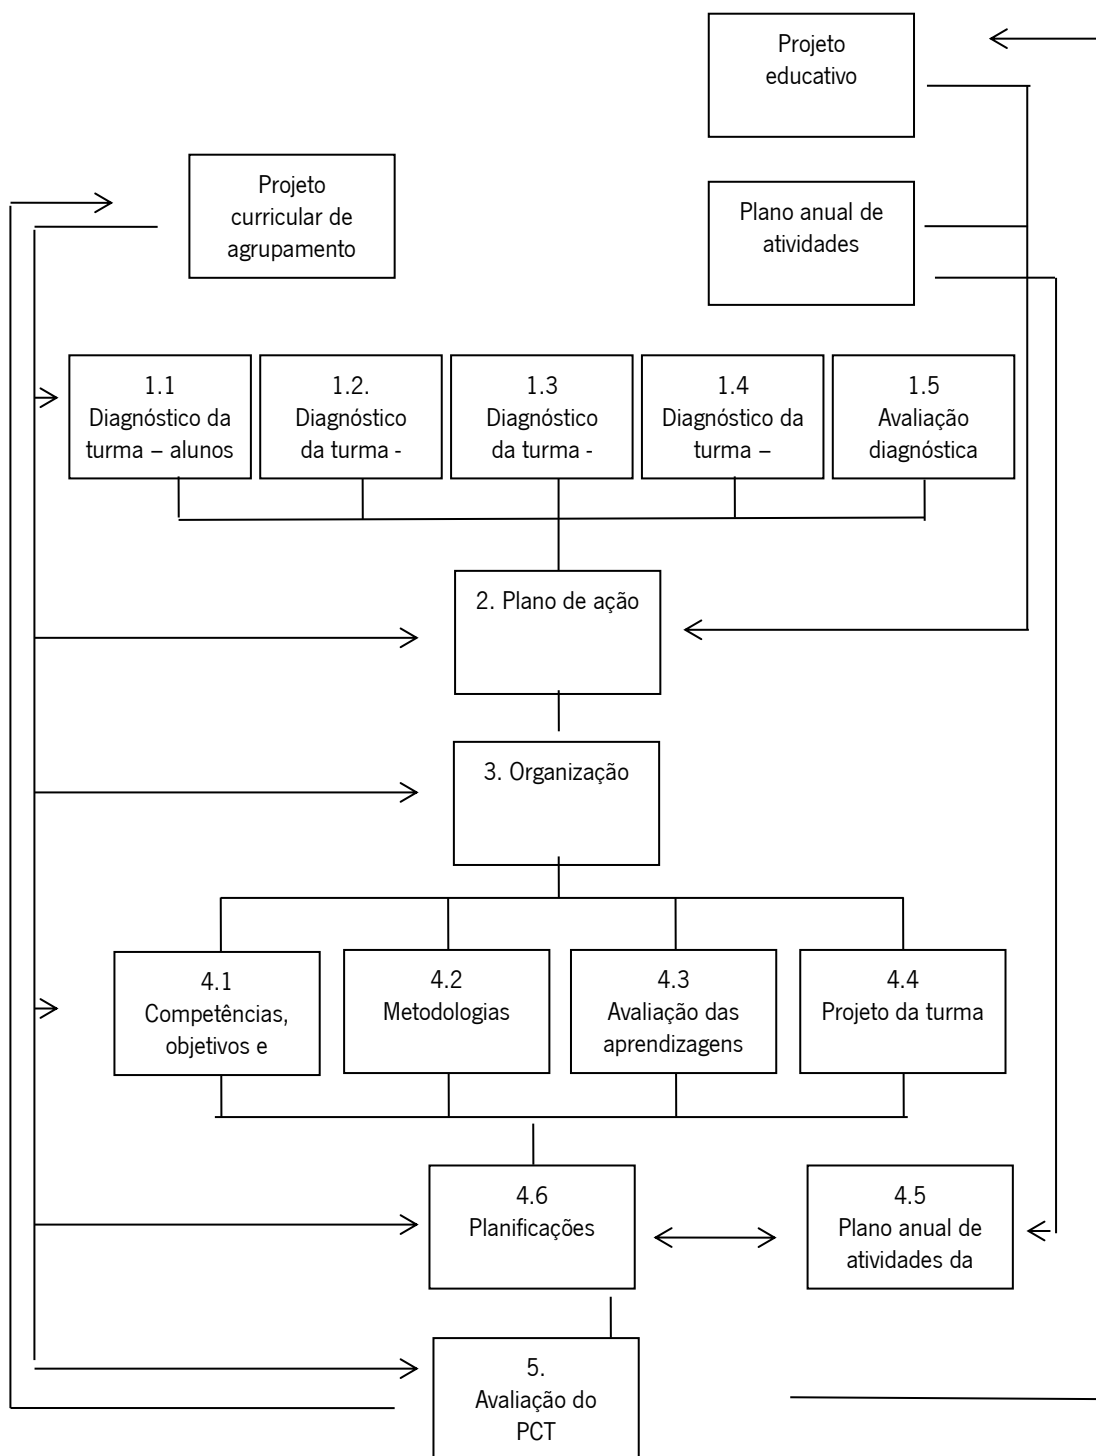 Projeto
educativo
Projeto
curricular de
agrupamento
Plano anual de
atividades
1.1
Diagnóstico da
turma – alunos
1.2.
Diagnóstico
da turma -
1.3
Diagnóstico
da turma -
1.4
Diagnóstico da
turma –
1.5
Avaliação
diagnóstica
2. Plano de ação
3. Organização
4.1
Competências,
objetivos e
4.2
Metodologias
4.3
Avaliação das
aprendizagens
4.4
Projeto da turma
4.6
Planificações
4.5
Plano anual de
atividades da
5.
Avaliação do
PCT